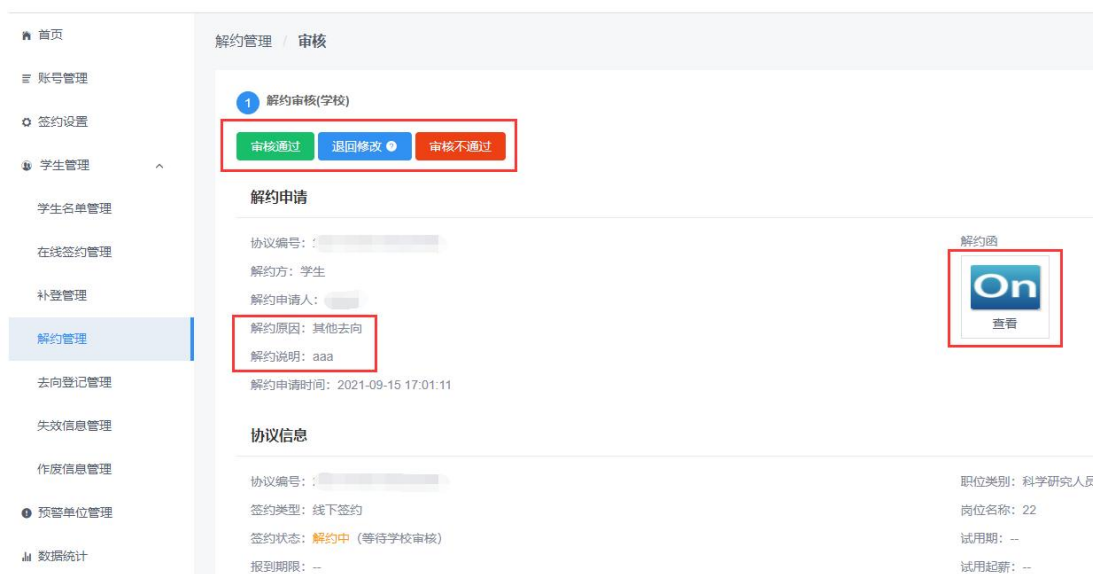 首页
账号管理
签约设置
学生管理
学生名单管理
在线签约管理
补登管理
解约管理
去向登记管理
失效信息管理
作废信息管理
预警单位管理
数据统计
解约管理 / 审核
1 解约审核(学校)
审核通过 退回修改 ? 审核不通过
解约申请
协议编号：
解约方：学生
解约申请人：
解约原因：其他去向
解约说明：aaa
解约申请时间：2021-09-15 17:01:11
解约函
On
查看
协议信息
协议编号：
签约类型：线下签约
签约状态：解约中（等待学校审核）
报到期限：--
职位类别：科学研究人员
岗位名称：22
试用期：--
试用起薪：--